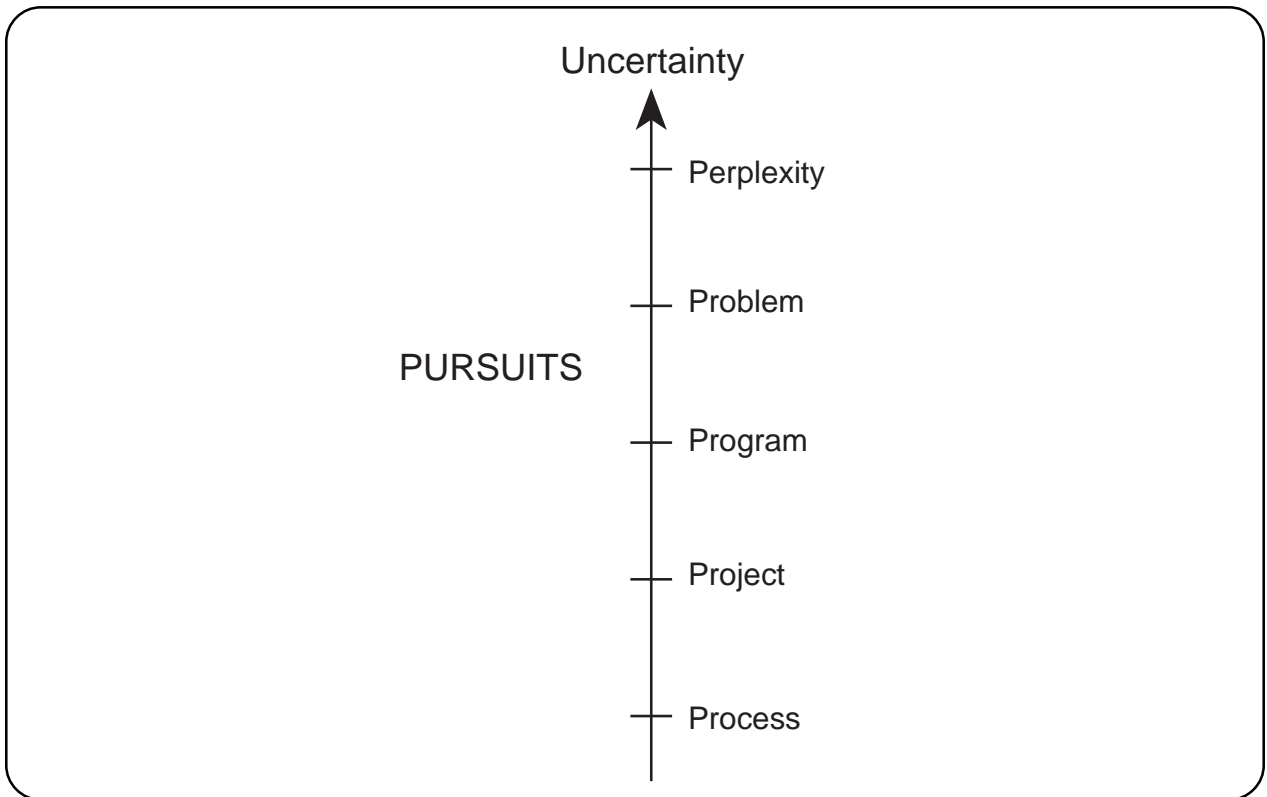 Uncertainty
Perplexity
Problem
PURSUITS
Program
Project
Process